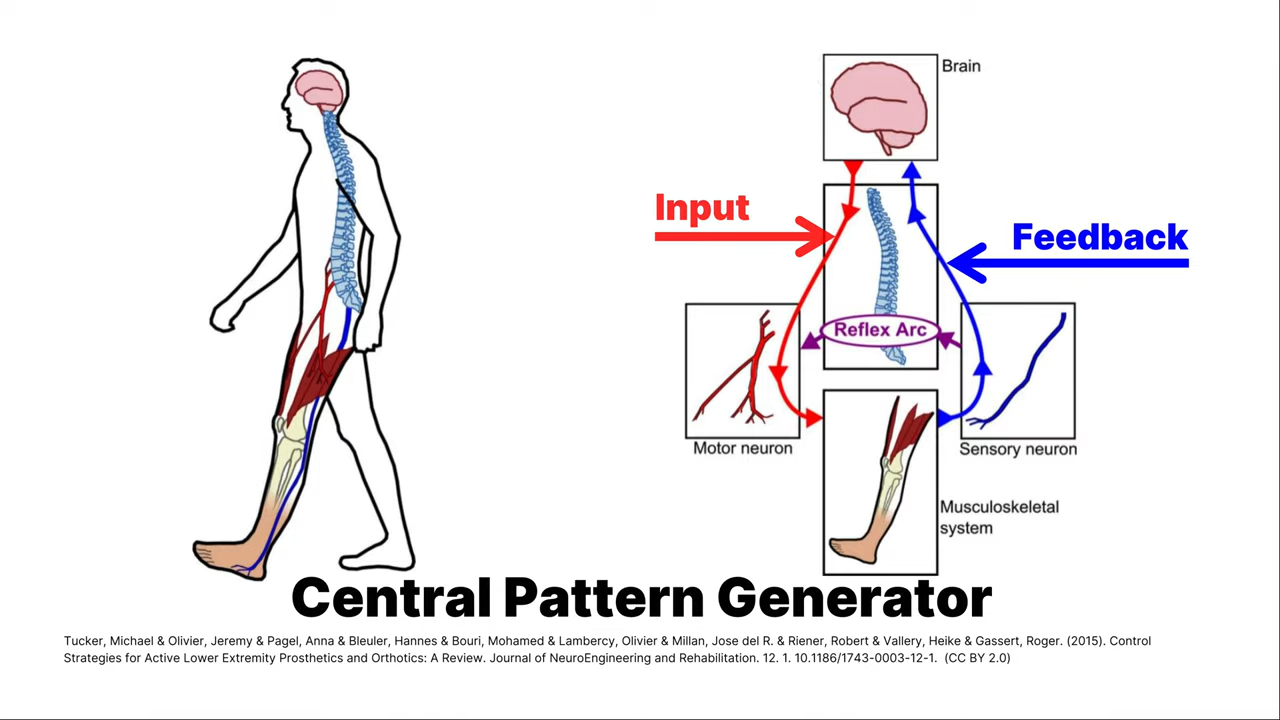 Brain
Input
Feedback
Reflex Arc
Motor neuron
Sensory neuron
Musculoskeletal
system
Central Pattern Generator
Tucker, Michael & Olivier, Jeremy & Pagel, Anna & Bleuler, Hannes & Bouri, Mohamed & Lambercy, Olivier & Millan, Jose del R. & Riener, Robert & Vallery, Heike & Gassert, Roger. (2015). Control
Strategies for Active Lower Extremity Prosthetics and Orthotics: A Review. Journal of NeuroEngineering and Rehabilitation. 12. 1. 10.1186/1743-0003-12-1. (CC BY 2.0)